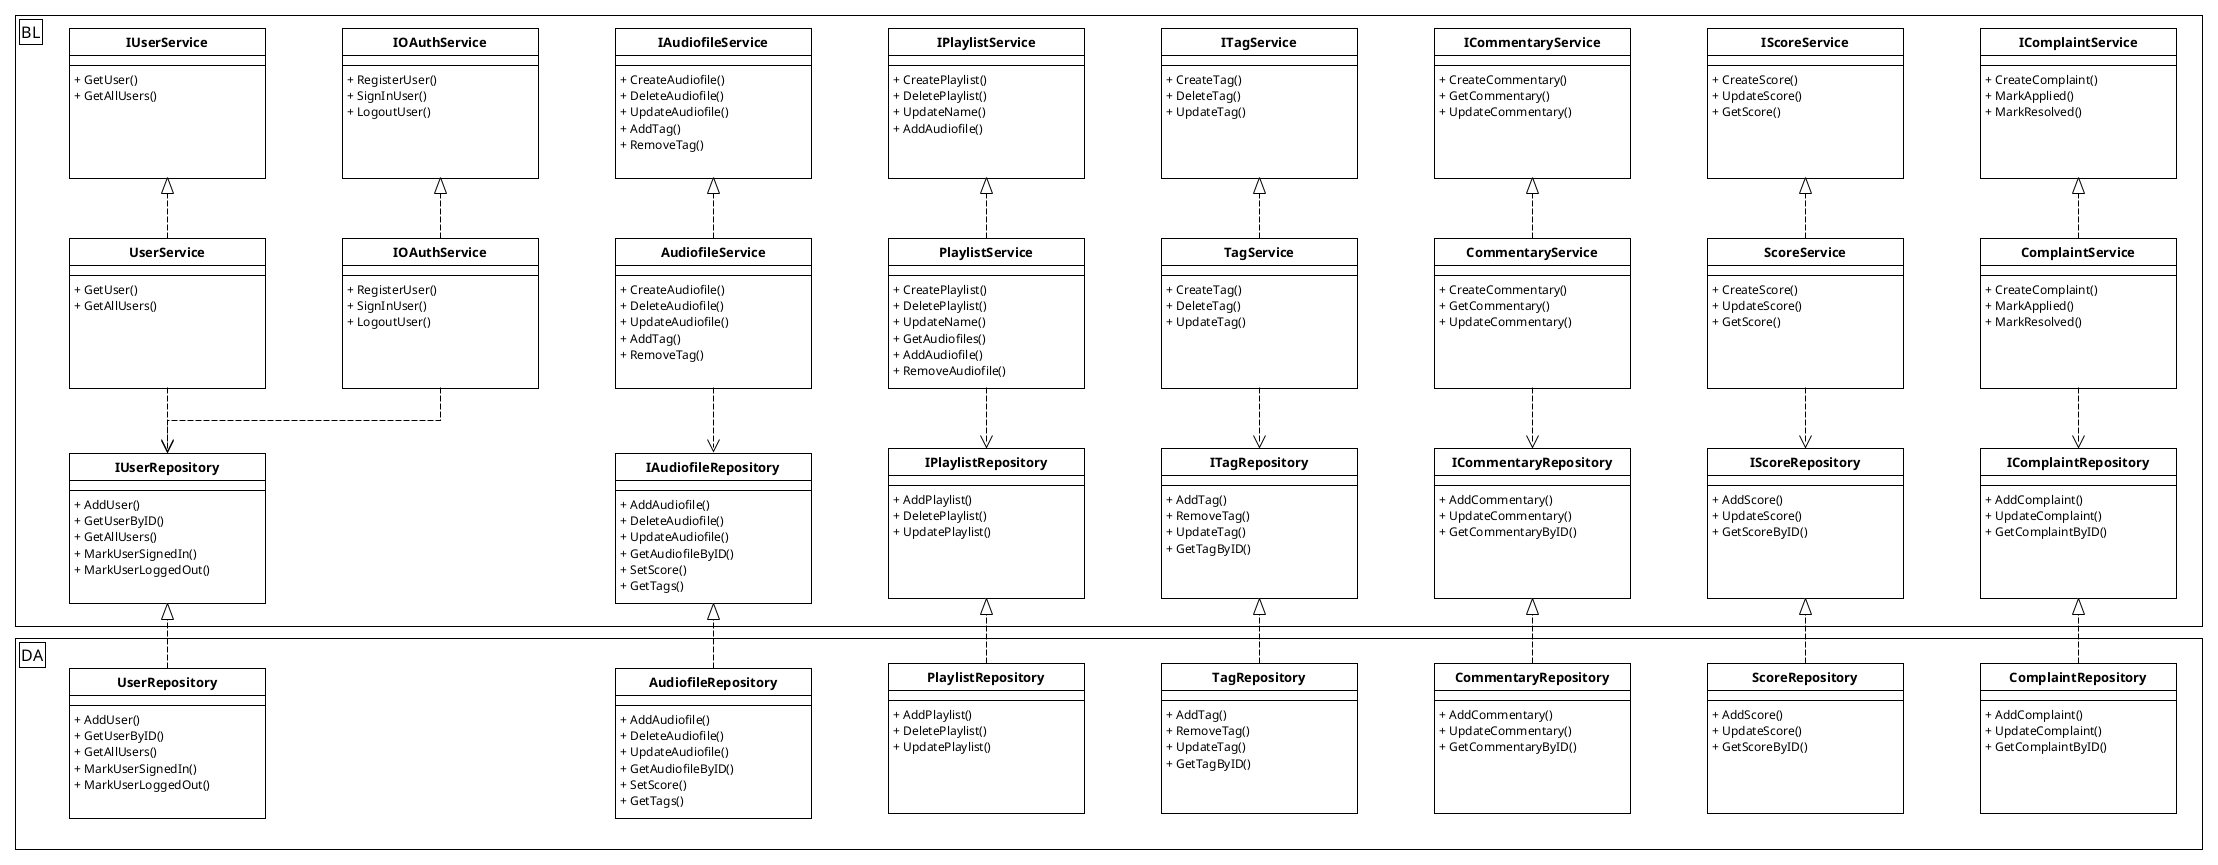 BL
IUserService
+ GetUser()
+ GetAllUsers()
IOAuthService
+ RegisterUser()
+ SignInUser()
+ LogoutUser()
IAudiofileService
+ CreateAudiofile()
+ DeleteAudiofile()
+ UpdateAudiofile()
+ AddTag()
+ RemoveTag()
IPlaylistService
+ CreatePlaylist()
+ DeletePlaylist()
+ UpdateName()
+ AddAudiofile()
ITagService
+ CreateTag()
+ DeleteTag()
+ UpdateTag()
ICommentaryService
+ CreateCommentary()
+ GetCommentary()
+ UpdateCommentary()
IScoreService
+ CreateScore()
+ UpdateScore()
+ GetScore()
IComplaintService
+ CreateComplaint()
+ MarkApplied()
+ MarkResolved()
UserService
+ GetUser()
+ GetAllUsers()
IOAuthService
+ RegisterUser()
+ SignInUser()
+ LogoutUser()
AudiofileService
+ CreateAudiofile()
+ DeleteAudiofile()
+ UpdateAudiofile()
+ AddTag()
+ RemoveTag()
PlaylistService
+ CreatePlaylist()
+ DeletePlaylist()
+ UpdateName()
+ GetAudiofiles()
+ AddAudiofile()
+ RemoveAudiofile()
TagService
+ CreateTag()
+ DeleteTag()
+ UpdateTag()
CommentaryService
+ CreateCommentary()
+ GetCommentary()
+ UpdateCommentary()
ScoreService
+ CreateScore()
+ UpdateScore()
+ GetScore()
ComplaintService
+ CreateComplaint()
+ MarkApplied()
+ MarkResolved()
IUserRepository
+ AddUser()
+ GetUserByID()
+ GetAllUsers()
+ MarkUserSignedIn()
+ MarkUserLoggedOut()
IAudiofileRepository
+ AddAudiofile()
+ DeleteAudiofile()
+ UpdateAudiofile()
+ GetAudiofileByID()
+ SetScore()
+ GetTags()
IPlaylistRepository
+ AddPlaylist()
+ DeletePlaylist()
+ UpdatePlaylist()
ITagRepository
+ AddTag()
+ RemoveTag()
+ UpdateTag()
+ GetTagByID()
ICommentaryRepository
+ AddCommentary()
+ UpdateCommentary()
+ GetCommentaryByID()
IScoreRepository
+ AddScore()
+ UpdateScore()
+ GetScoreByID()
IComplaintRepository
+ AddComplaint()
+ UpdateComplaint()
+ GetComplaintByID()
DA
UserRepository
+ AddUser()
+ GetUserByID()
+ GetAllUsers()
+ MarkUserSignedIn()
+ MarkUserLoggedOut()
AudiofileRepository
+ AddAudiofile()
+ DeleteAudiofile()
+ UpdateAudiofile()
+ GetAudiofileByID()
+ SetScore()
+ GetTags()
PlaylistRepository
+ AddPlaylist()
+ DeletePlaylist()
+ UpdatePlaylist()
TagRepository
+ AddTag()
+ RemoveTag()
+ UpdateTag()
+ GetTagByID()
CommentaryRepository
+ AddCommentary()
+ UpdateCommentary()
+ GetCommentaryByID()
ScoreRepository
+ AddScore()
+ UpdateScore()
+ GetScoreByID()
ComplaintRepository
+ AddComplaint()
+ UpdateComplaint()
+ GetComplaintByID()